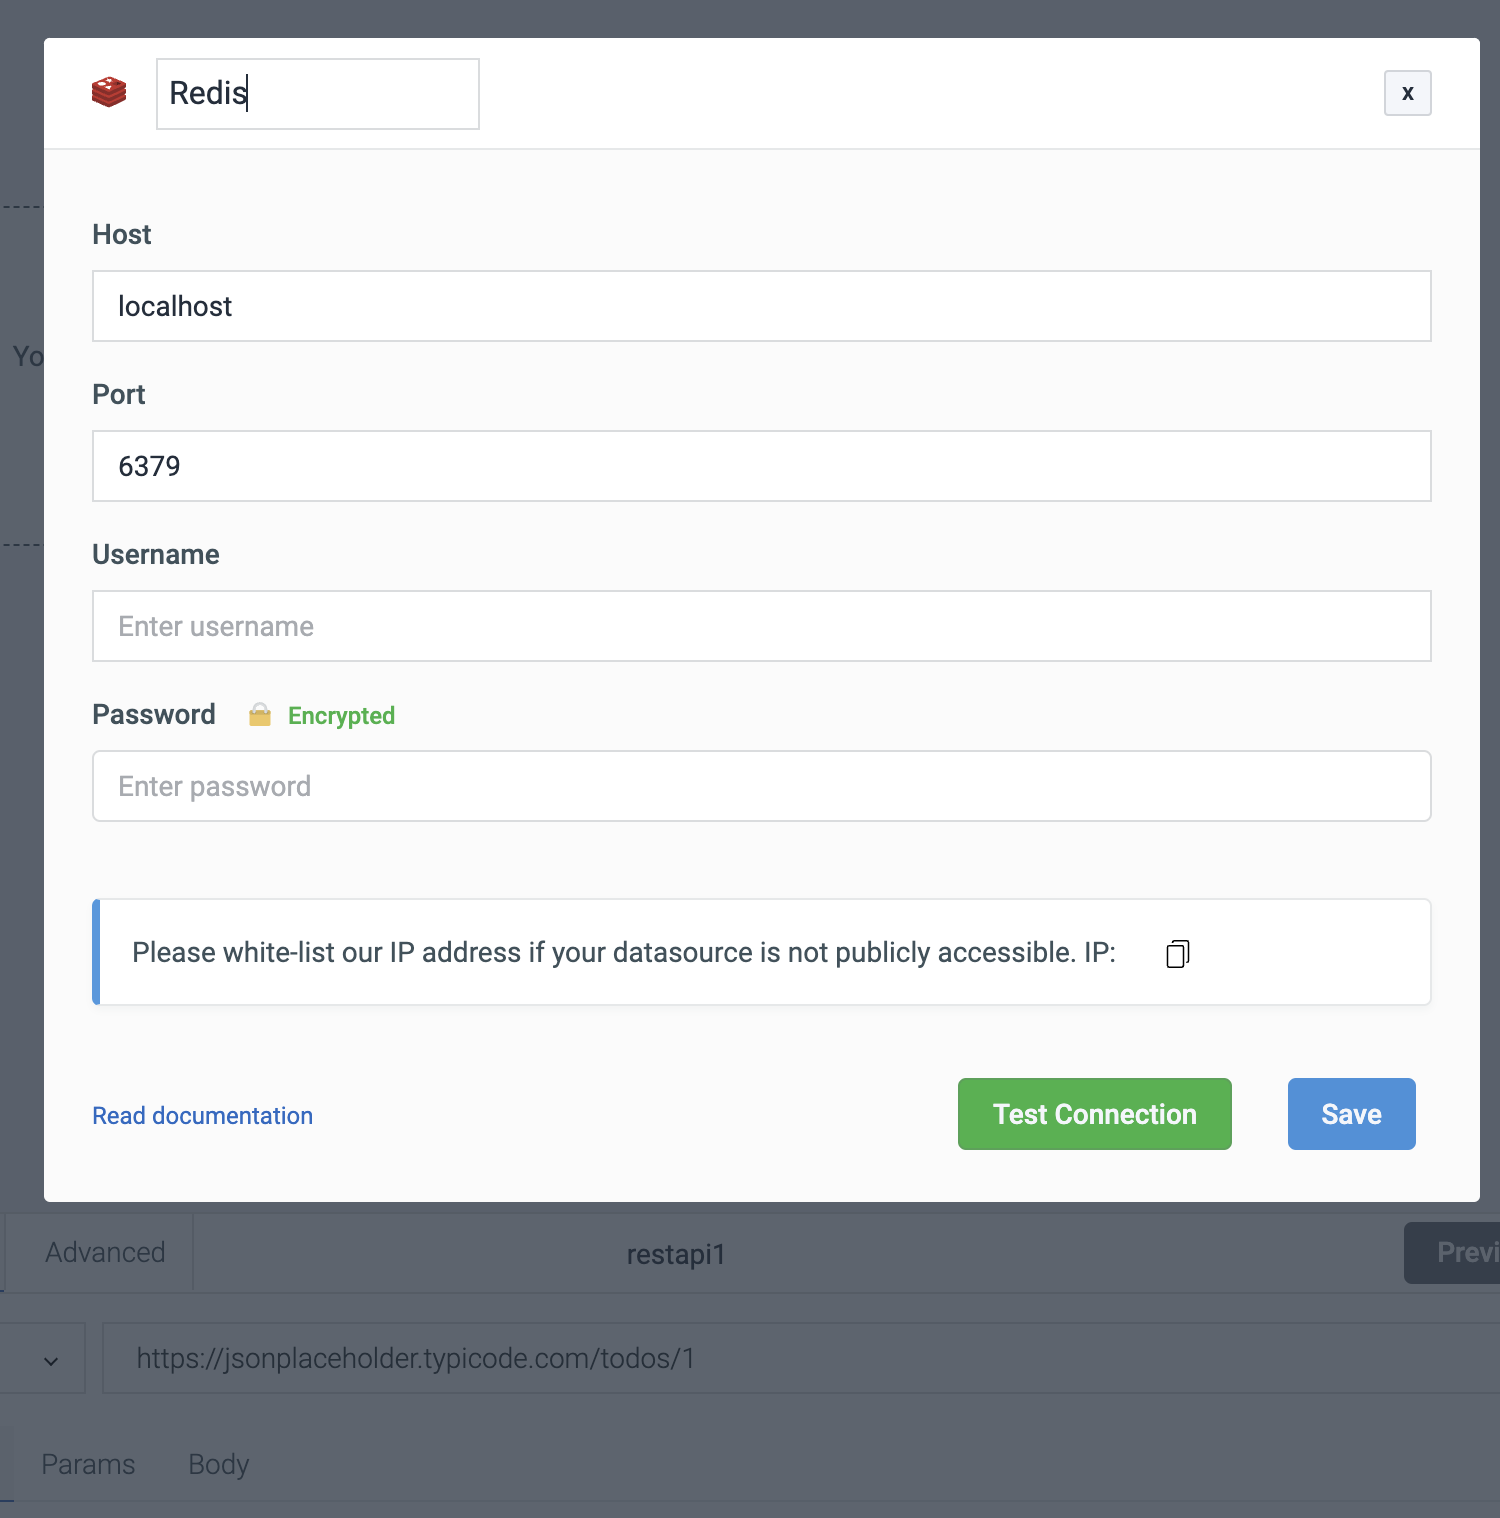 Redis
x
Host
localhost
Yo
Port
6379
Username
Enter username
Password Encrypted
Enter password
Please white-list our IP address if your datasource is not publicly accessible. IP:
Read documentation
Test Connection
Save
Advanced
restapi1
Previ
https://jsonplaceholder.typicode.com/todos/1
Params
Body